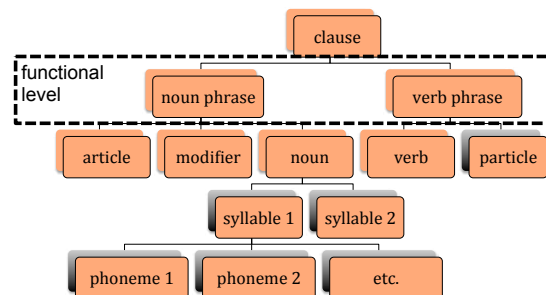 clause
functional
level
noun phrase
verb phrase
article
modifier
noun
verb
particle
syllable 1
syllable 2
phoneme 1
phoneme 2
etc.